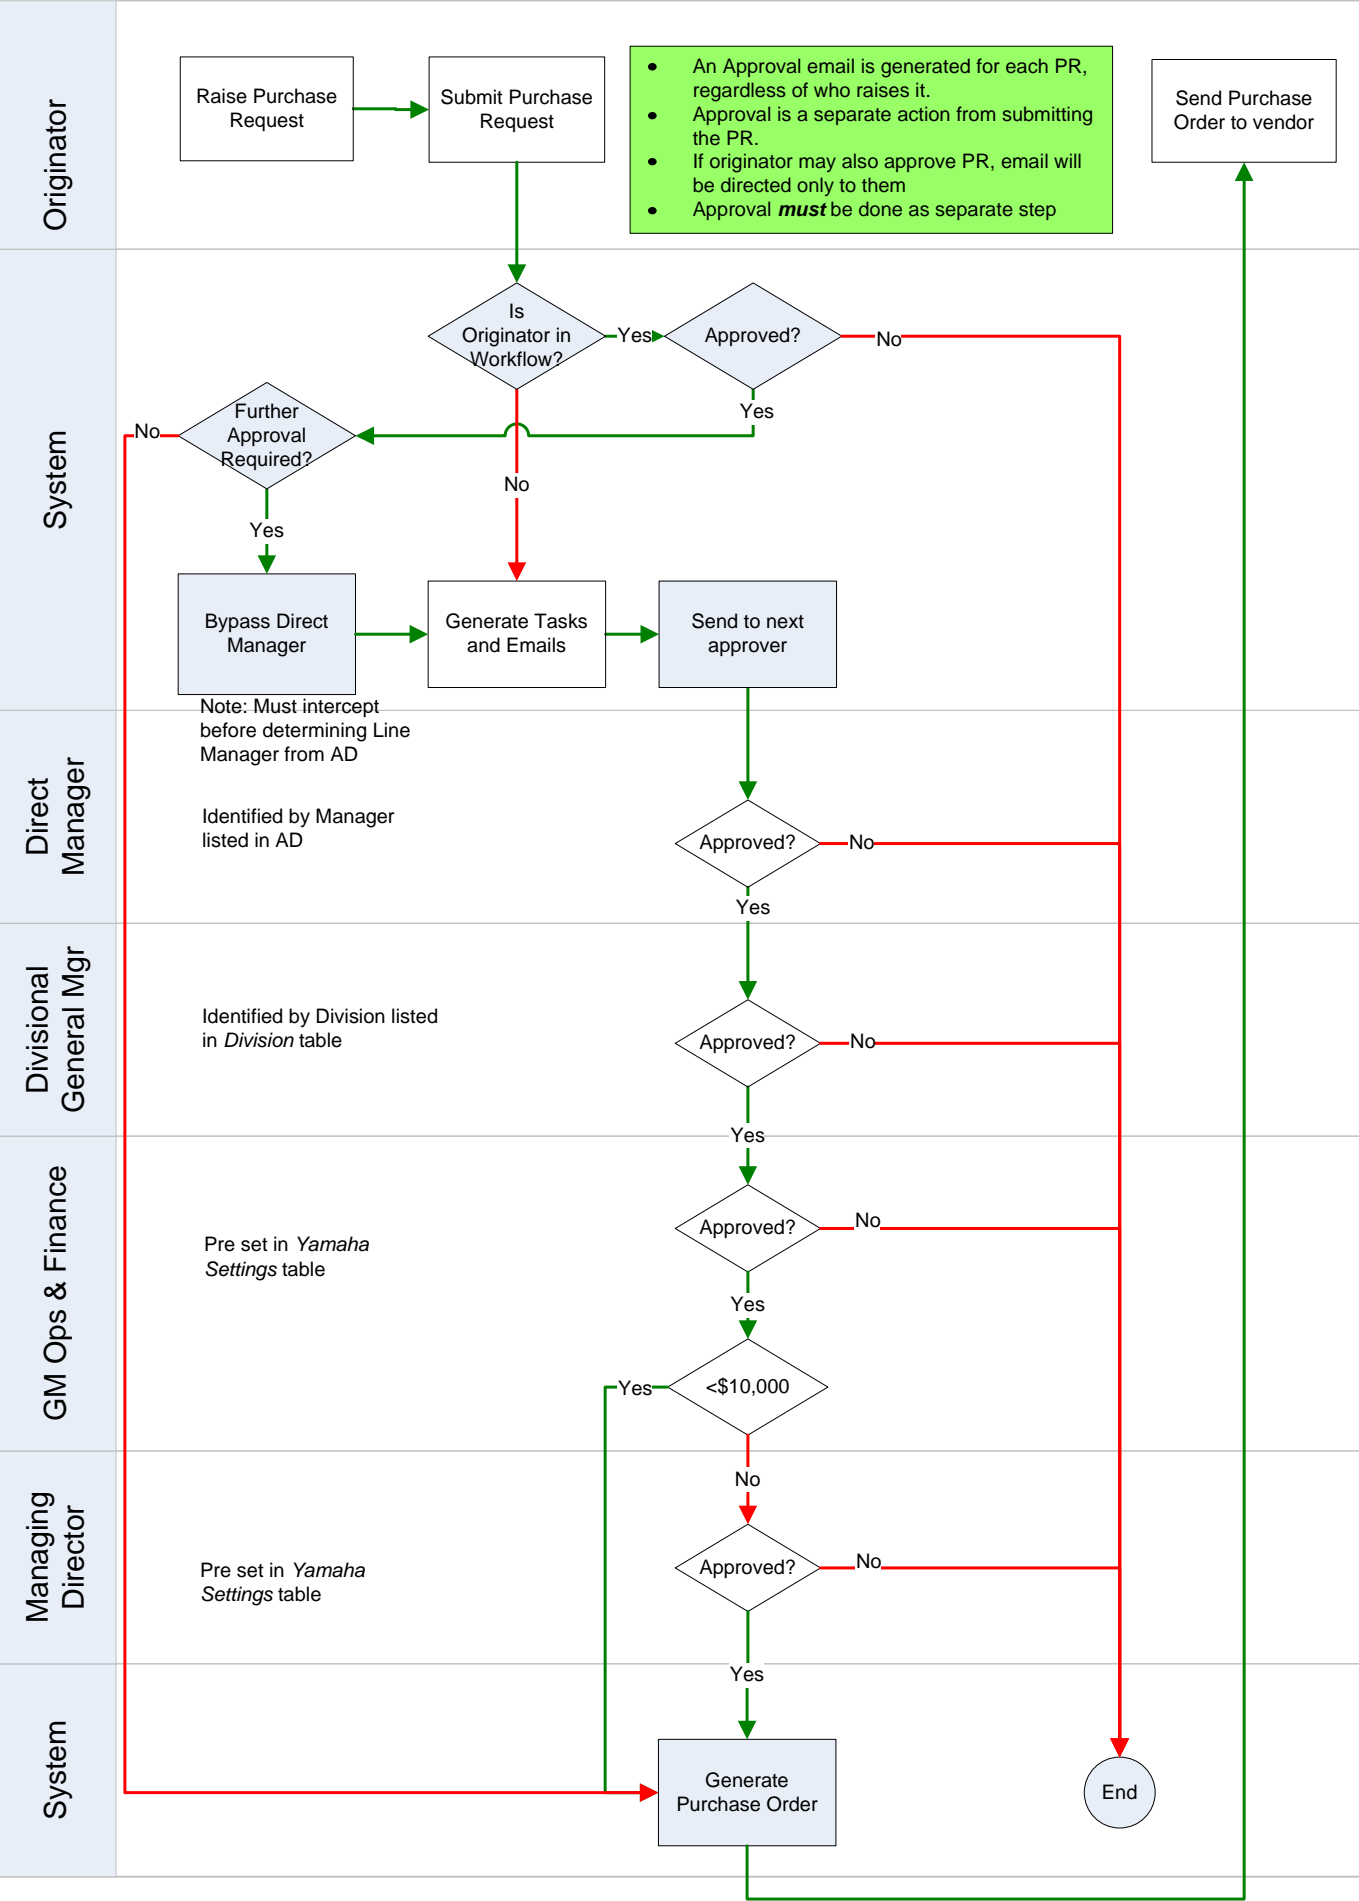 Originator
Raise Purchase
Request
Submit Purchase
Request
• An Approval email is generated for each PR,
regardless of who raises it.
• Approval is a separate action from submitting
the PR.
• If originator may also approve PR, email will
be directed only to them
• Approval must be done as separate step
Send Purchase
Order to vendor
System
Is
Originator in
Workflow?
Yes
Approved?
No
Yes
Further
Approval
Required?
No
No
Yes
Bypass Direct
Manager
Generate Tasks
and Emails
Send to next
approver
Note: Must intercept
before determining Line
Manager from AD
Direct
Manager
Identified by Manager
listed in AD
Approved?
No
Yes
Divisional
General Mgr
Identified by Division listed
in Division table
Approved?
No
Yes
GM Ops & Finance
Pre set in Yamaha
Settings table
Approved?
No
Yes
<$10,000
Yes
No
Managing
Director
Pre set in Yamaha
Settings table
Approved?
No
Yes
System
Generate
Purchase Order
End